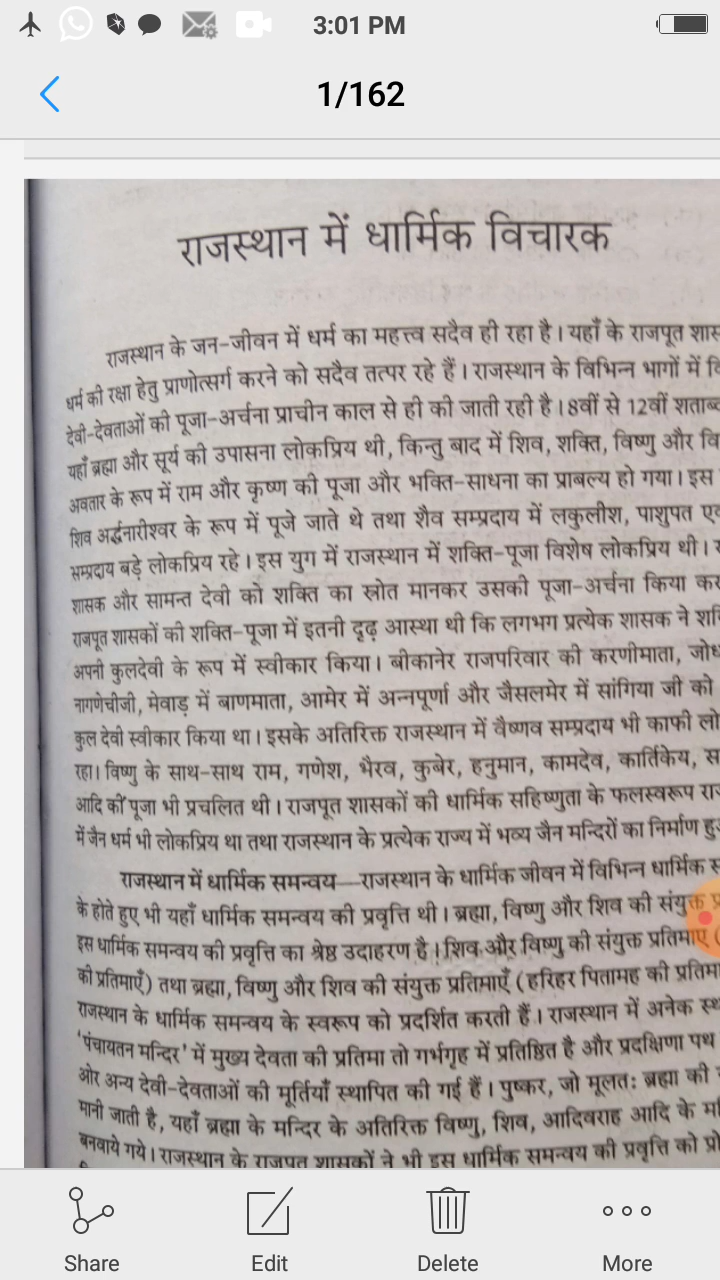 3:01 PM
1/162
राजस्थान में धार्मिक विचारक
राजस्थान के जन-जीवन में धर्म का महत्त्व सदैव ही रहा है। यहाँ के राजपूत शास
धर्म की रक्षा हेतु प्राणोत्सर्ग करने को सदैव तत्पर रहे हैं। राजस्थान के विभिन्न भागों में
देवी-देवताओं की पूजा-अर्चना प्राचीन काल से ही की जाती रही है। 8वीं से 12वीं शताब्द
यहाँ ब्रह्मा और सूर्य की उपासना लोकप्रिय थी, किन्तु बाद में शिव, शक्ति, विष्णु और वि
अवतार के रूप में राम और कृष्ण की पूजा और भक्ति-साधना का प्राबल्य हो गया। इस
शिव अर्द्धनारीश्वर के रूप में पूजे जाते थे तथा शैव सम्प्रदाय में लकुलीश, पाशुपत ए
सम्प्रदाय बड़े लोकप्रिय रहे। इस युग में राजस्थान में शक्ति-पूजा विशेष लोकप्रिय थी।
शासक और सामन्त देवी को शक्ति का स्रोत मानकर उसकी पूजा-अर्चना किया कर
राजपूत शासकों की शक्ति-पूजा में इतनी दृढ़ आस्था थी कि लगभग प्रत्येक शासक ने शक्ति
अपनी कुलदेवी के रूप में स्वीकार किया। बीकानेर राजपरिवार की करणीमाता, जोध
नागणेचीजी, मेवाड़ में बाणमाता, आमेर में अन्नपूर्णा और जैसलमेर में सांगिया जी को
कुल देवी स्वीकार किया था। इसके अतिरिक्त राजस्थान में वैष्णव सम्प्रदाय भी काफी लो
रहा। विष्णु के साथ-साथ राम, गणेश, भैरव, कुबेर, हनुमान, कामदेव, कार्तिकेय, स
आदि की पूजा भी प्रचलित थी। राजपूत शासकों की धार्मिक सहिष्णुता के फलस्वरूप रा
में जैन धर्म भी लोकप्रिय था तथा राजस्थान के प्रत्येक राज्य में भव्य जैन मन्दिरों का निर्माण हु
राजस्थान में धार्मिक समन्वय—राजस्थान के धार्मिक जीवन में विभिन्न धार्मिक स
के होते हुए भी यहाँ धार्मिक समन्वय की प्रवृत्ति थी। ब्रह्मा, विष्णु और शिव की संयुक्त प्र
इस धार्मिक समन्वय की प्रवृत्ति का श्रेष्ठ उदाहरण है। शिव और विष्णु की संयुक्त प्रतिमाएँ (
की प्रतिमाएँ) तथा ब्रह्मा, विष्णु और शिव की संयुक्त प्रतिमाएँ (हरिहर पितामह की प्रतिमा
राजस्थान के धार्मिक समन्वय के स्वरूप को प्रदर्शित करती हैं। राजस्थान में अनेक स्थ
'पंचायतन मन्दिर' में मुख्य देवता की प्रतिमा तो गर्भगृह में प्रतिष्ठित है और प्रदक्षिणा पथ
ओर अन्य देवी-देवताओं की मूर्तियाँ स्थापित की गई हैं। पुष्कर, जो मूलतः ब्रह्मा की
मानी जाती है, यहाँ ब्रह्मा के मन्दिर के अतिरिक्त विष्णु, शिव, आदिवराह आदि के म
बनवाये गये। राजस्थान के राजपूत शासकों ने भी इस धार्मिक समन्वय की प्रवृत्ति को प्रो
Share
Edit
Delete
More